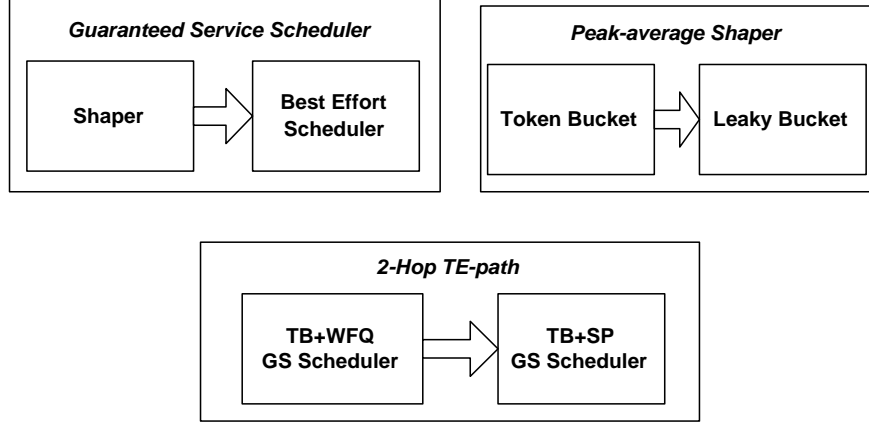 Guaranteed Service Scheduler
Shaper
Best Effort
Scheduler
Peak-average Shaper
Token Bucket
Leaky Bucket
2-Hop TE-path
TB+WFQ
GS Scheduler
TB+SP
GS Scheduler